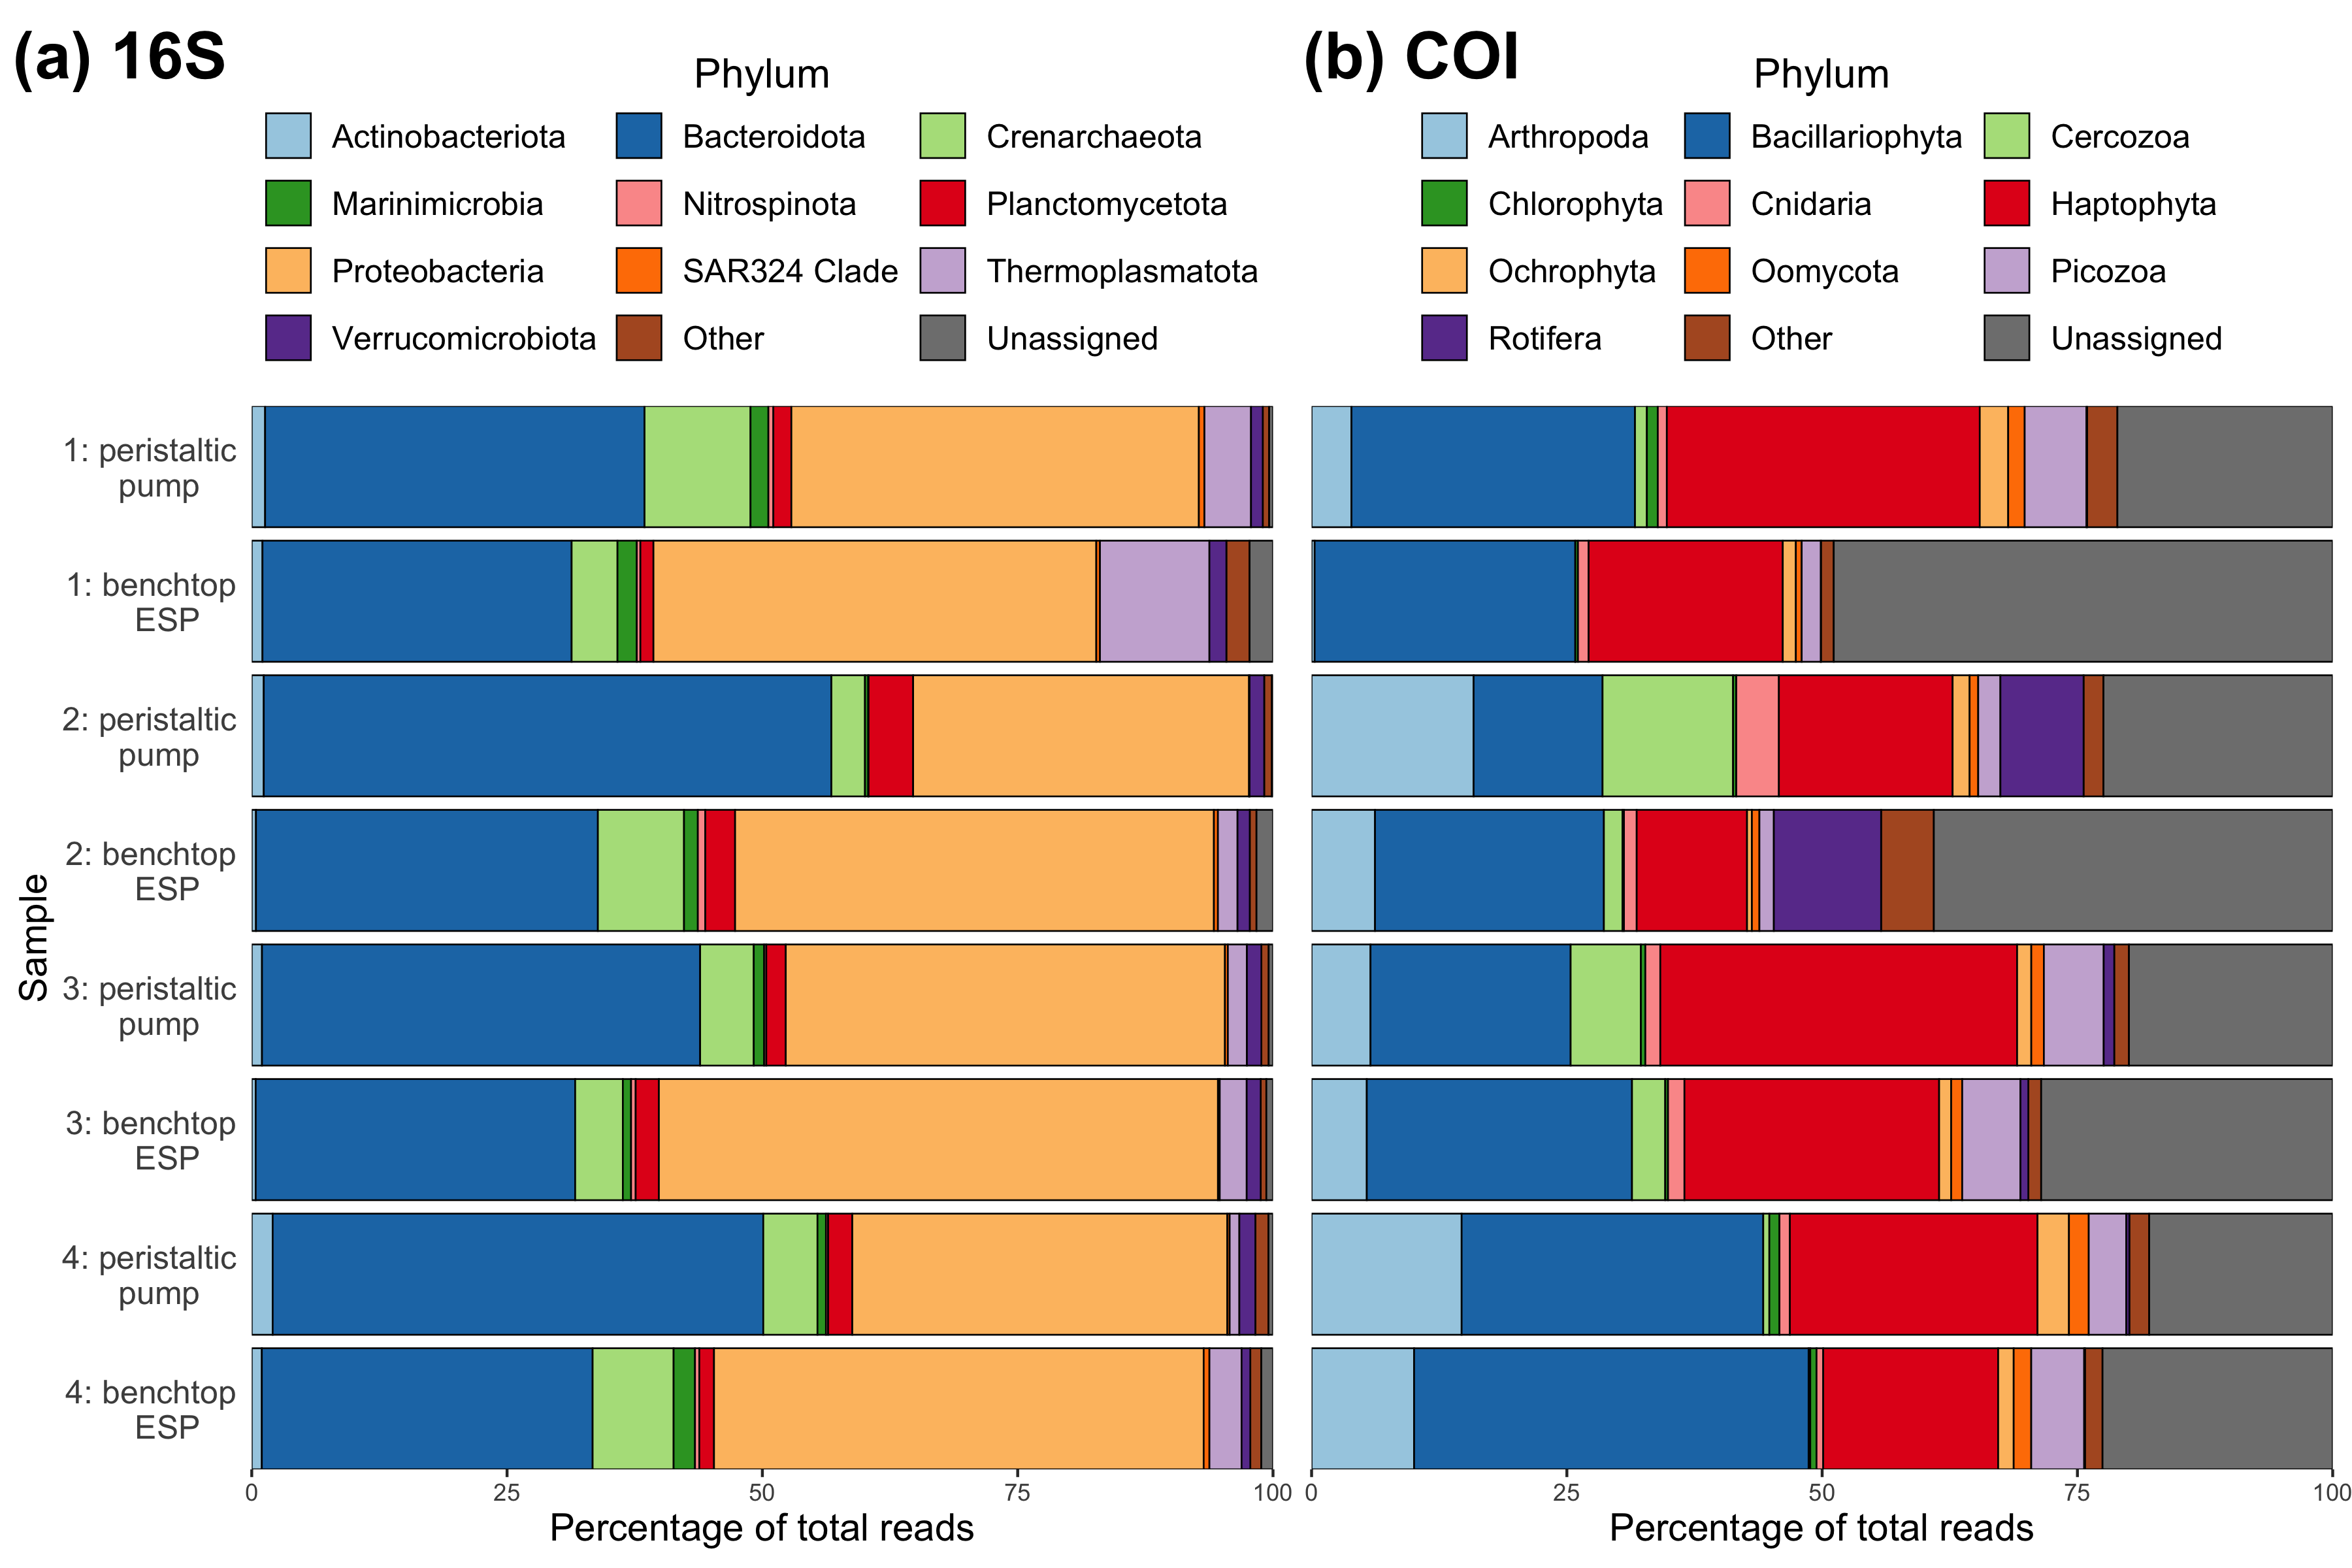 (a) 16S
Phylum
Actinobacteriota Bacteroidota Crenarchaeota
Marinimicrobia Nitrospinota Planctomycetota
Proteobacteria SAR324 Clade Thermoplasmatota
Verrucomicrobiota Other Unassigned
(b) COI
Phylum
Arthropoda Bacillariophyta Cercozoa
Chlorophyta Cnidaria Haptophyta
Ochrophyta Oomycota Picozoa
Rotifera Other Unassigned
Sample
1: peristaltic
pump
1: benchtop
ESP
2: peristaltic
pump
2: benchtop
ESP
3: peristaltic
pump
3: benchtop
ESP
4: peristaltic
pump
4: benchtop
ESP
0 25 50 75 100
Percentage of total reads
0 25 50 75 100
Percentage of total reads